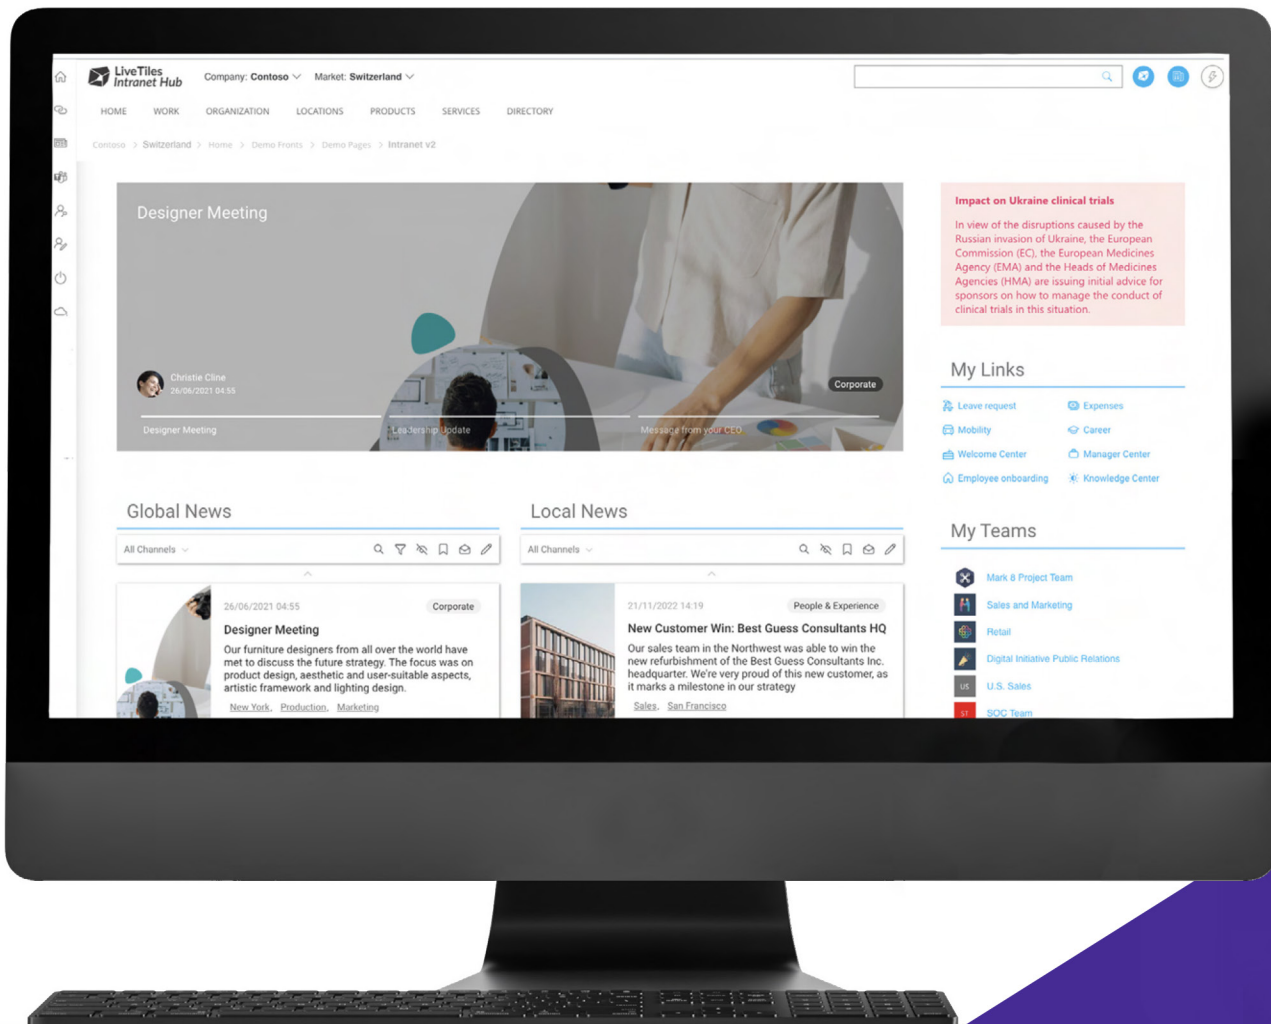 LiveTiles
Intranet Hub
Company: Contoso
Market: Switzerland
HOME WORK ORGANIZATION LOCATIONS PRODUCTS SERVICES DIRECTORY
Contoso > Switzerland > Home > Demo Fronts > Demo Pages > Intranet v2
Designer Meeting
Christie Cline
26/06/2021 04:55
Corporate
Designer Meeting
Leadership Update
Message from your CEO
Impact on Ukraine clinical trials
In view of the disruptions caused by the
Russian invasion of Ukraine, the European
Commission (EC), the European Medicines
Agency (EMA) and the Heads of Medicines
Agencies (HMA) are issuing initial advice for
sponsors on how to manage the conduct of
clinical trials in this situation.
My Links
Leave request
Expenses
Mobility
Career
Welcome Center
Manager Center
Employee onboarding
Knowledge Center
Global News
All Channels
26/06/2021 04:55
Corporate
Designer Meeting
Our furniture designers from all over the world have
met to discuss the future strategy. The focus was on
product design, aesthetic and user-suitable aspects,
artistic framework and lighting design.
New York, Production, Marketing
Local News
All Channels
21/11/2022 14:19
People & Experience
New Customer Win: Best Guess Consultants HQ
Our sales team in the Northwest was able to win the
new refurbishment of the Best Guess Consultants Inc.
headquarter. We're very proud of this new customer, as
it marks a milestone in our strategy
Sales, San Francisco
My Teams
Mark 8 Project Team
Sales and Marketing
Retail
Digital Initiative Public Relations
US
U.S. Sales
ST
SOC Team